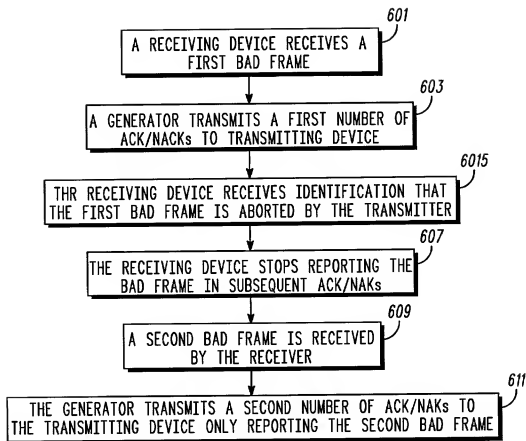 601
A RECEIVING DEVICE RECEIVES A
FIRST BAD FRAME
603
A GENERATOR TRANSMITS A FIRST NUMBER OF
ACK/NACKs TO TRANSMITTING DEVICE
6015
THR RECEIVING DEVICE RECEIVES IDENTIFICATION THAT
THE FIRST BAD FRAME IS ABORTED BY THE TRANSMITTER
607
THE RECEIVING DEVICE STOPS REPORTING THE
BAD FRAME IN SUBSEQUENT ACK/NAKs
609
A SECOND BAD FRAME IS RECEIVED
BY THE RECEIVER
611
THE GENERATOR TRANSMITS A SECOND NUMBER OF ACK/NAKs TO
THE TRANSMITTING DEVICE ONLY REPORTING THE SECOND BAD FRAME